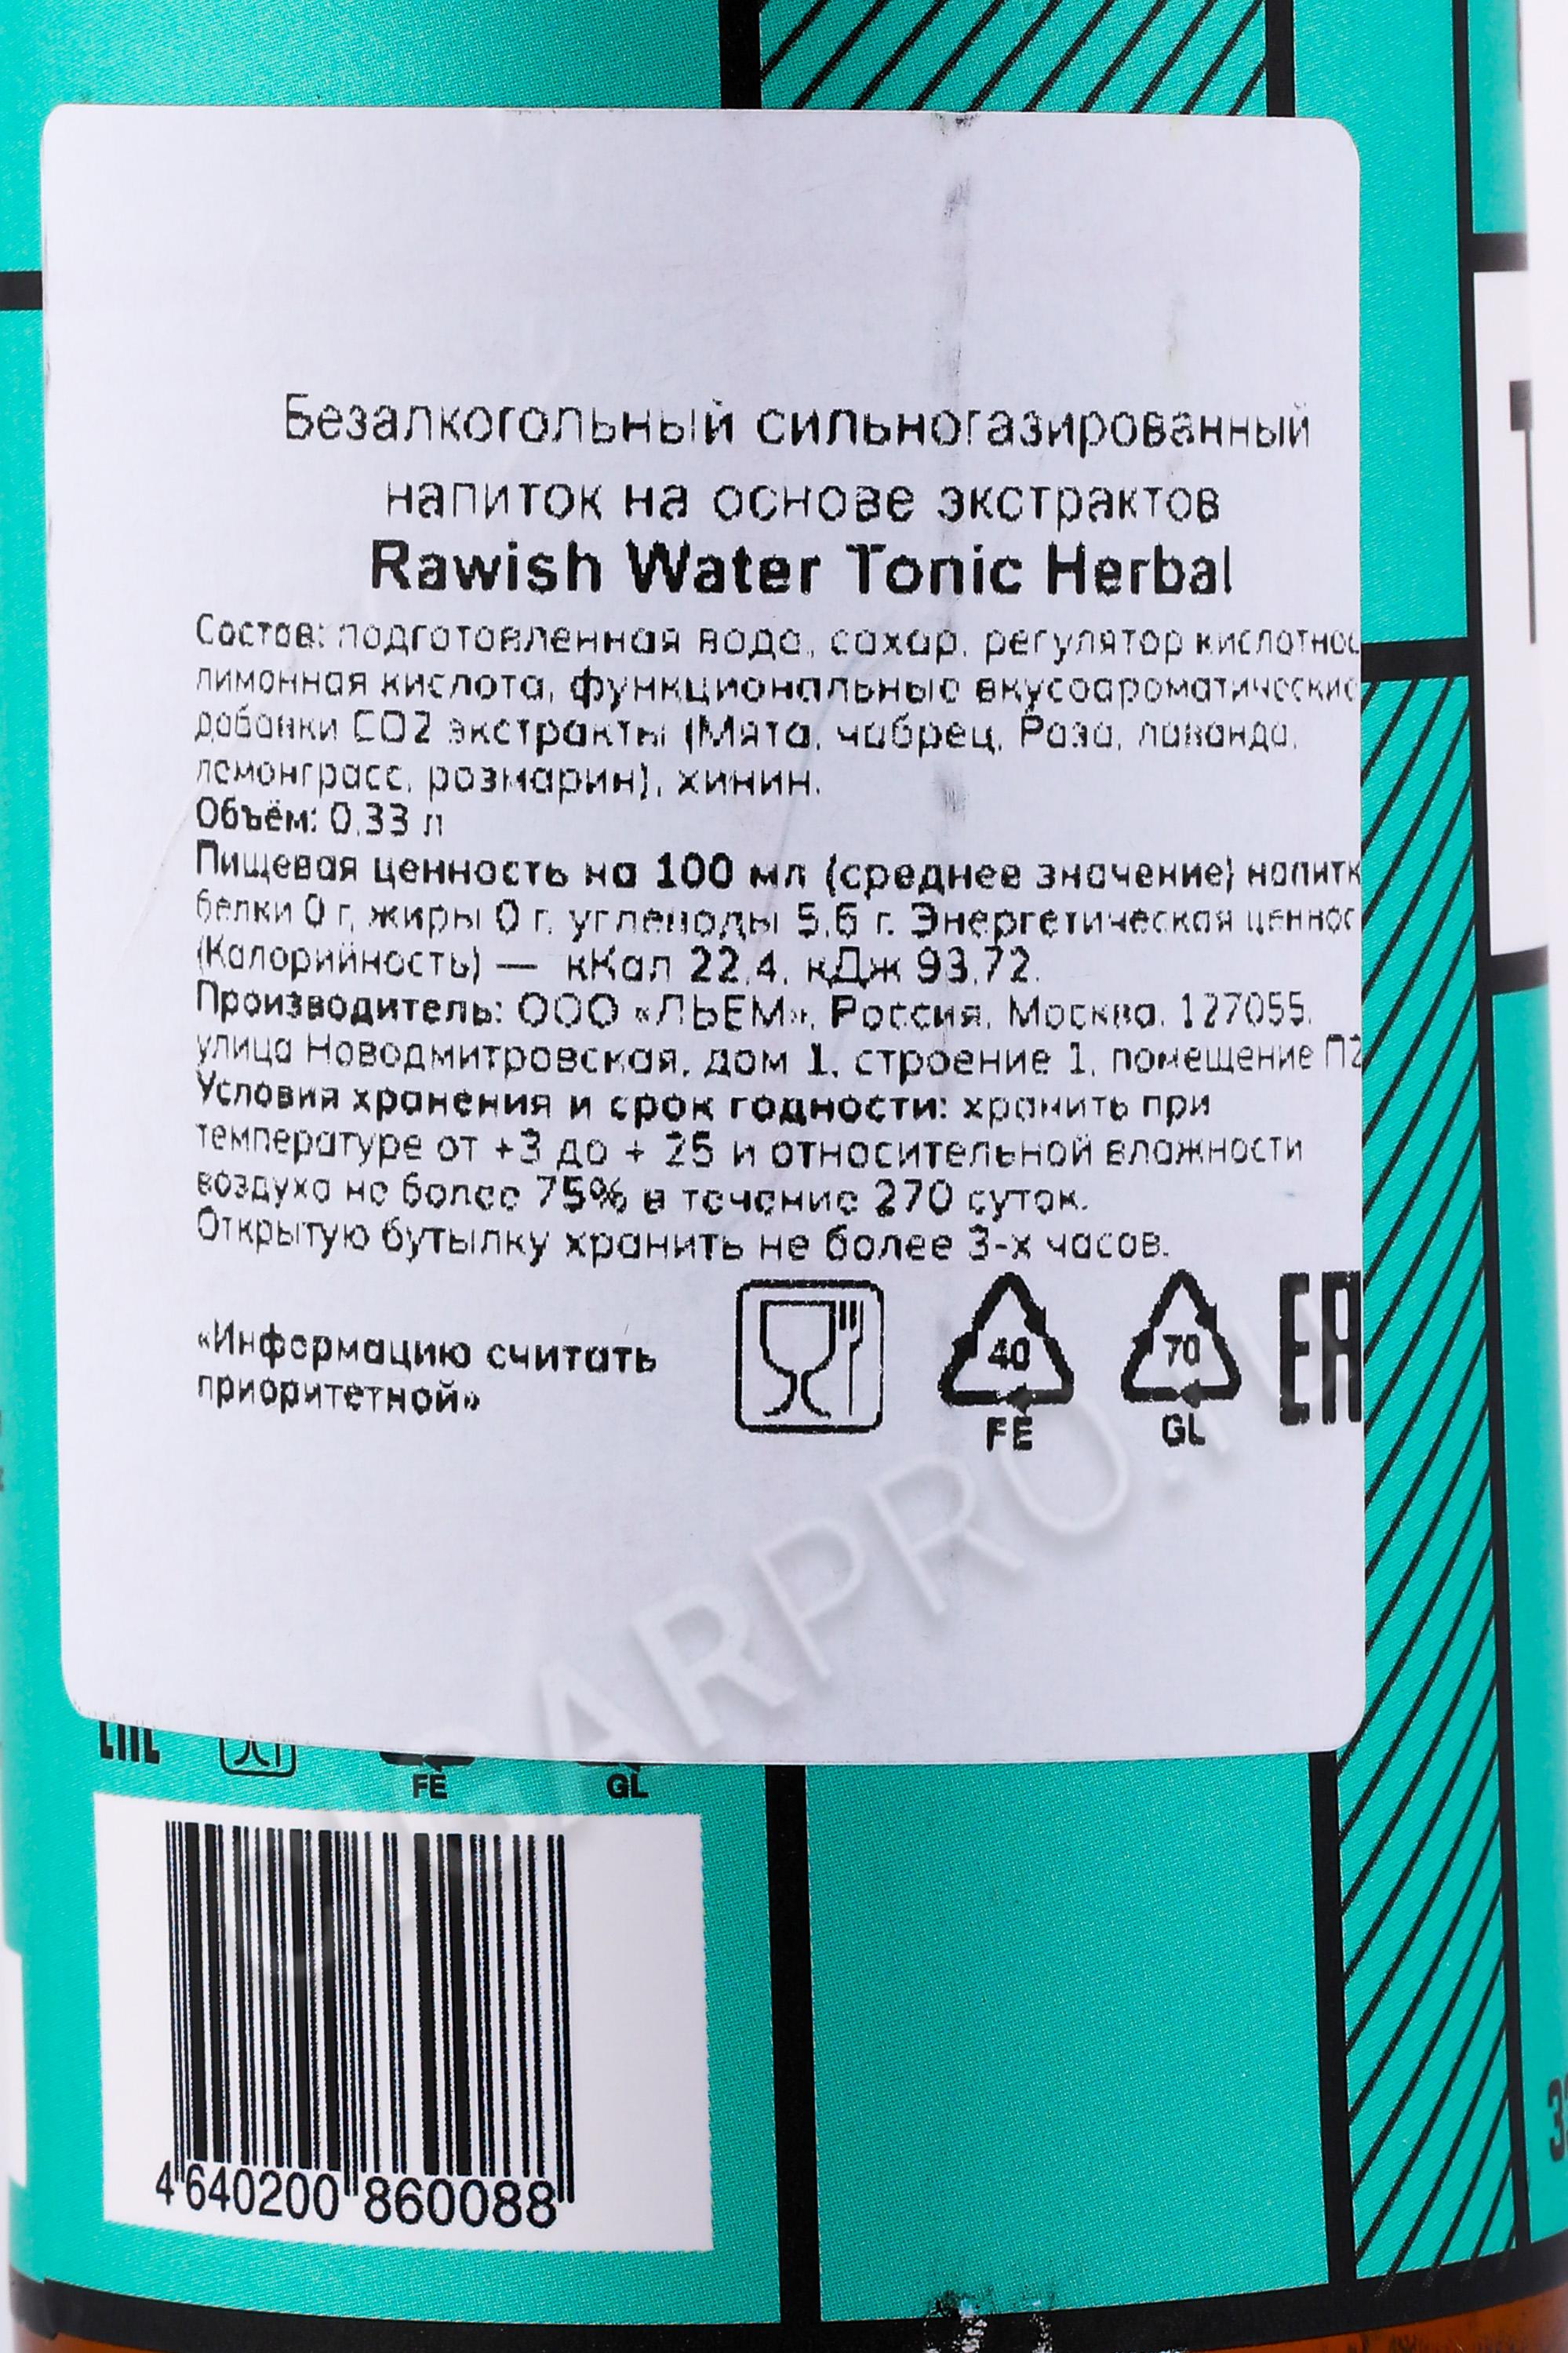 Безалкогольный сильногазированный
напиток на основе экстрактов
Rawish Water Tonic Herbal
Состав: подготовленная вода, сахар, регулятор кислотнос
лимонная кислота, функциональные вкусоароматические
добавки СО2 экстракты (Мята, чабрец, Роза, лаванда,
лемонграсс, розмарин), хинин.
Объём: 0,33 л
Пищевая ценность на 100 мл (среднее значение) напитк
белки 0 г, жиры 0 г, углеводы 5,6 г. Энергетическая ценнос
(Калорийность) — кКал 22,4, кДж 93,72.
Производитель: ООО «ЛЬЕМ», Россия, Москва, 127055,
улица Новодмитровская, дом 1, строение 1, помещение П2
Условия хранения и срок годности: хранить при
температуре от +3 до + 25 и относительной влажности
воздуха не более 75% в течение 270 суток.
Открытую бутылку хранить не более 3-х часов.
«Информацию считать
приоритетной»
40
FE
70
GL
EA
FE
GL
4 640200 860088